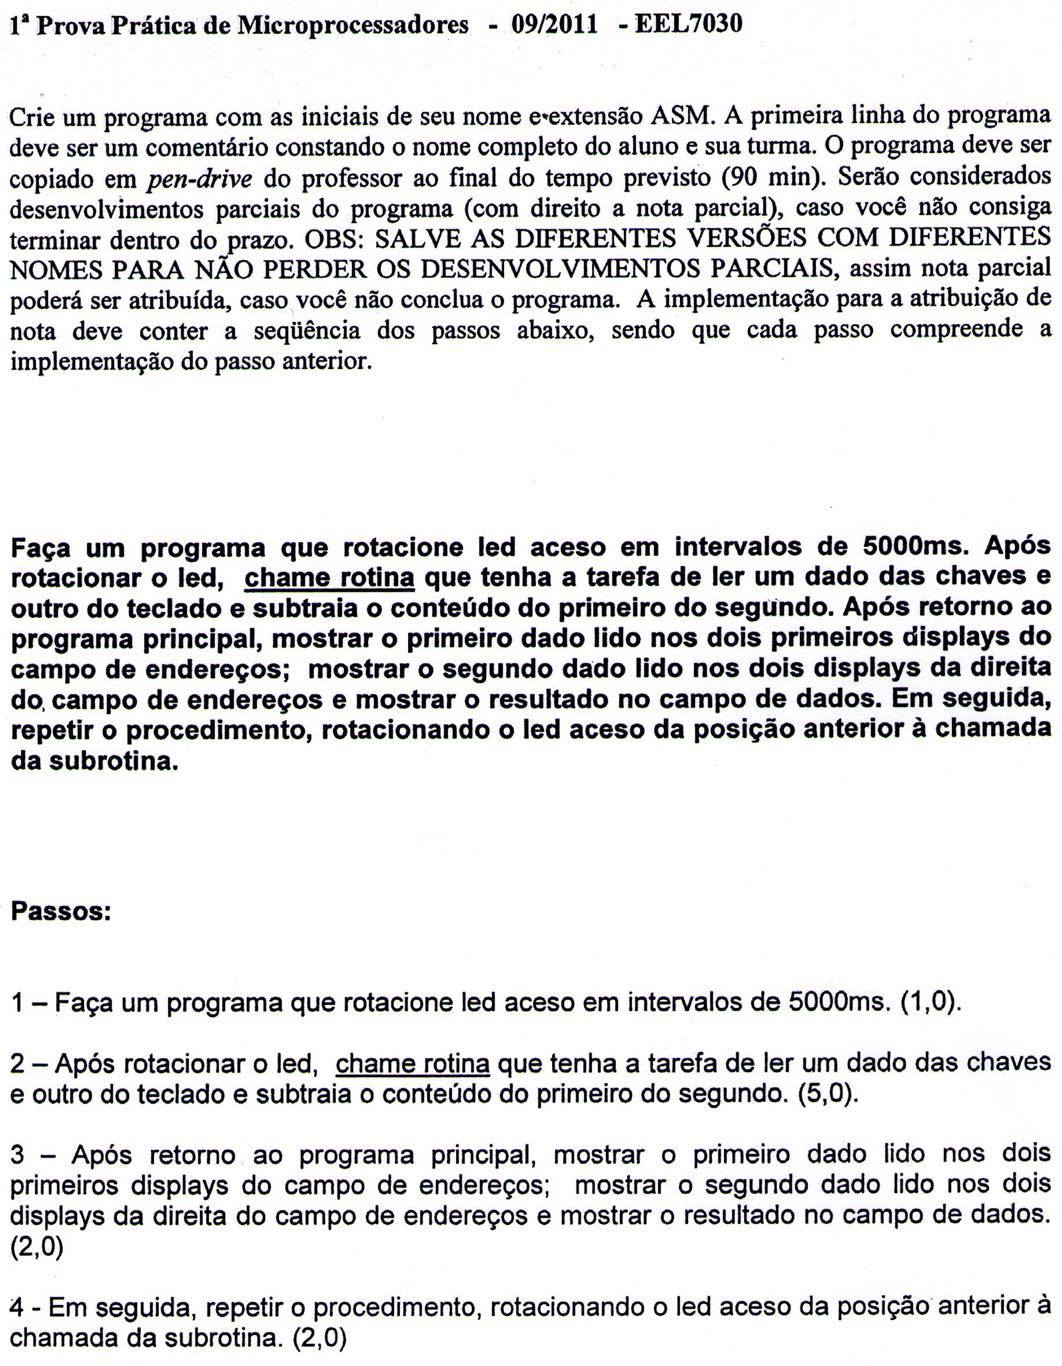 1ª Prova Prática de Microprocessadores - 09/2011 - EEL7030
Crie um programa com as iniciais de seu nome e extensão ASM. A primeira linha do programa
deve ser um comentário constando o nome completo do aluno e sua turma. O programa deve ser
copiado em pen-drive do professor ao final do tempo previsto (90 min). Serão considerados
desenvolvimentos parciais do programa (com direito a nota parcial), caso você não consiga
terminar dentro do prazo. OBS: SALVE AS DIFERENTES VERSÕES COM DIFERENTES
NOMES PARA NÃO PERDER OS DESENVOLVIMENTOS PARCIAIS, assim nota parcial
poderá ser atribuída, caso você não conclua o programa. A implementação para a atribuição de
nota deve conter a seqüência dos passos abaixo, sendo que cada passo compreende a
implementação do passo anterior.
Faça um programa que rotacione led aceso em intervalos de 5000ms. Após
rotacionar o led, chame rotina que tenha a tarefa de ler um dado das chaves e
outro do teclado e subtraia o conteúdo do primeiro do segundo. Após retorno ao
programa principal, mostrar o primeiro dado lido nos dois primeiros displays do
campo de endereços; mostrar o segundo dado lido nos dois displays da direita
do campo de endereços e mostrar o resultado no campo de dados. Em seguida,
repetir o procedimento, rotacionando o led aceso da posição anterior à chamada
da subrotina.
Passos:
1 – Faça um programa que rotacione led aceso em intervalos de 5000ms. (1,0).
2 – Após rotacionar o led, chame rotina que tenha a tarefa de ler um dado das chaves
e outro do teclado e subtraia o conteúdo do primeiro do segundo. (5,0).
3 – Após retorno ao programa principal, mostrar o primeiro dado lido nos dois
primeiros displays do campo de endereços; mostrar o segundo dado lido nos dois
displays da direita do campo de endereços e mostrar o resultado no campo de dados.
(2,0)
4 - Em seguida, repetir o procedimento, rotacionando o led aceso da posição anterior à
chamada da subrotina. (2,0)